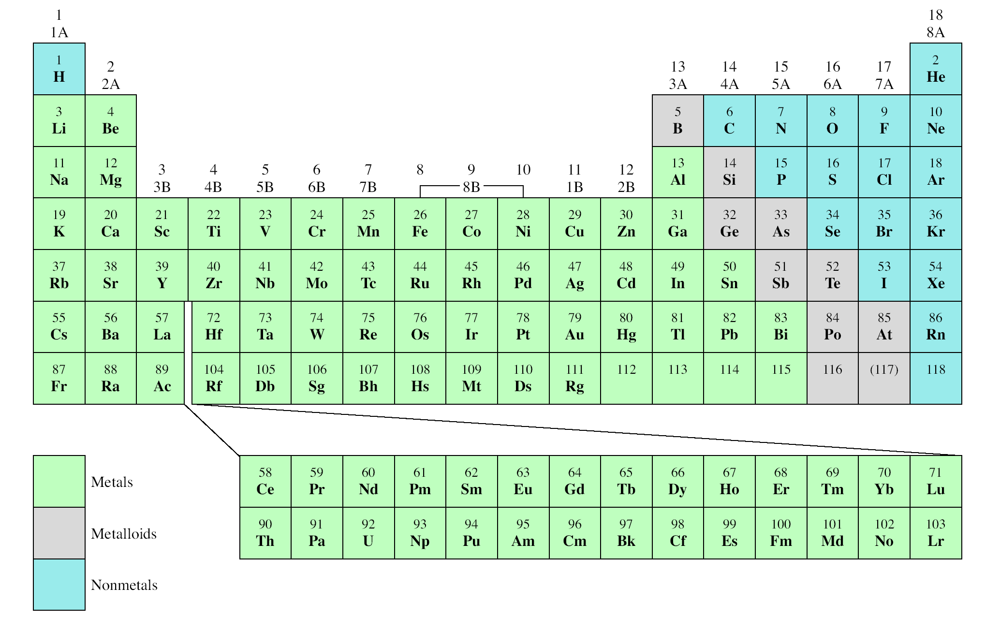 1 18
1A 8A
1 2
H He
2 13 14 15 16 17
2A 3A 4A 5A 6A 7A
3 4 5 6 7 8 9 10
Li Be B C N O F Ne
11 12 13 14 15 16 17 18
Na Mg Al Si P S Cl Ar
3 4 5 6 7 8 9 10 11 12
3B 4B 5B 6B 7B 8B 1B 2B
19 20 21 22 23 24 25 26 27 28 29 30 31 32 33 34 35 36
K Ca Sc Ti V Cr Mn Fe Co Ni Cu Zn Ga Ge As Se Br Kr
37 38 39 40 41 42 43 44 45 46 47 48 49 50 51 52 53 54
Rb Sr Y Zr Nb Mo Tc Ru Rh Pd Ag Cd In Sn Sb Te I Xe
55 56 57 72 73 74 75 76 77 78 79 80 81 82 83 84 85 86
Cs Ba La Hf Ta W Re Os Ir Pt Au Hg Tl Pb Bi Po At Rn
87 88 89 104 105 106 107 108 109 110 111 112 113 114 115 116 (117) 118
Fr Ra Ac Rf Db Sg Bh Hs Mt Ds Rg
58 59 60 61 62 63 64 65 66 67 68 69 70 71
Ce Pr Nd Pm Sm Eu Gd Tb Dy Ho Er Tm Yb Lu
90 91 92 93 94 95 96 97 98 99 100 101 102 103
Th Pa U Np Pu Am Cm Bk Cf Es Fm Md No Lr
Metals
Metalloids
Nonmetals